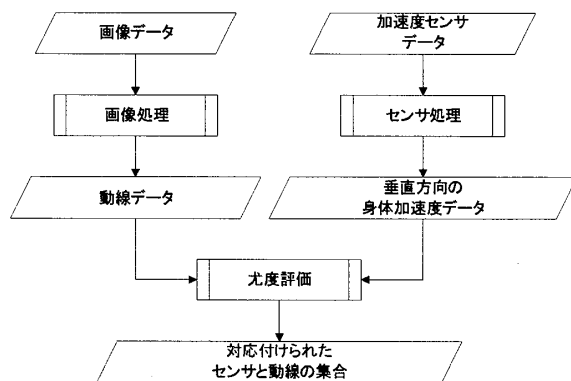 画像データ
加速度センサ
データ
画像処理
センサ処理
動線データ
垂直方向の
身体加速度データ
尤度評価
対応付けられた
センサと動線の集合